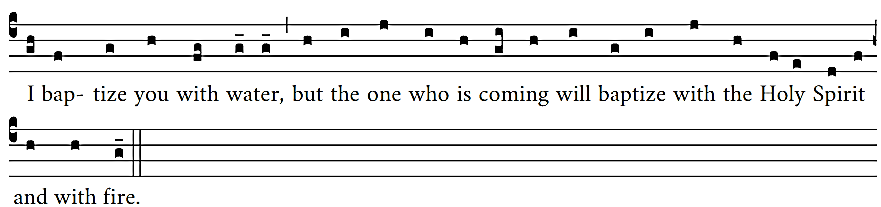 I bap- tize you with water, but the one who is coming will baptize with the Holy Spirit
and with fire.